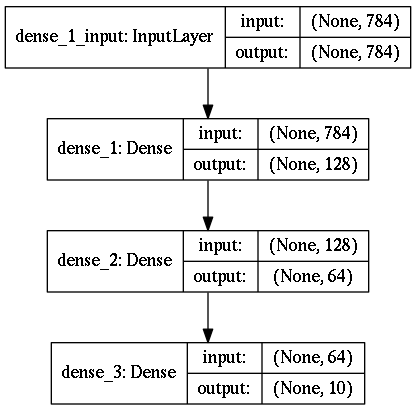 dense_1_input: InputLayer
input: (None, 784)
output: (None, 784)
dense_1: Dense
input: (None, 784)
output: (None, 128)
dense_2: Dense
input: (None, 128)
output: (None, 64)
dense_3: Dense
input: (None, 64)
output: (None, 10)